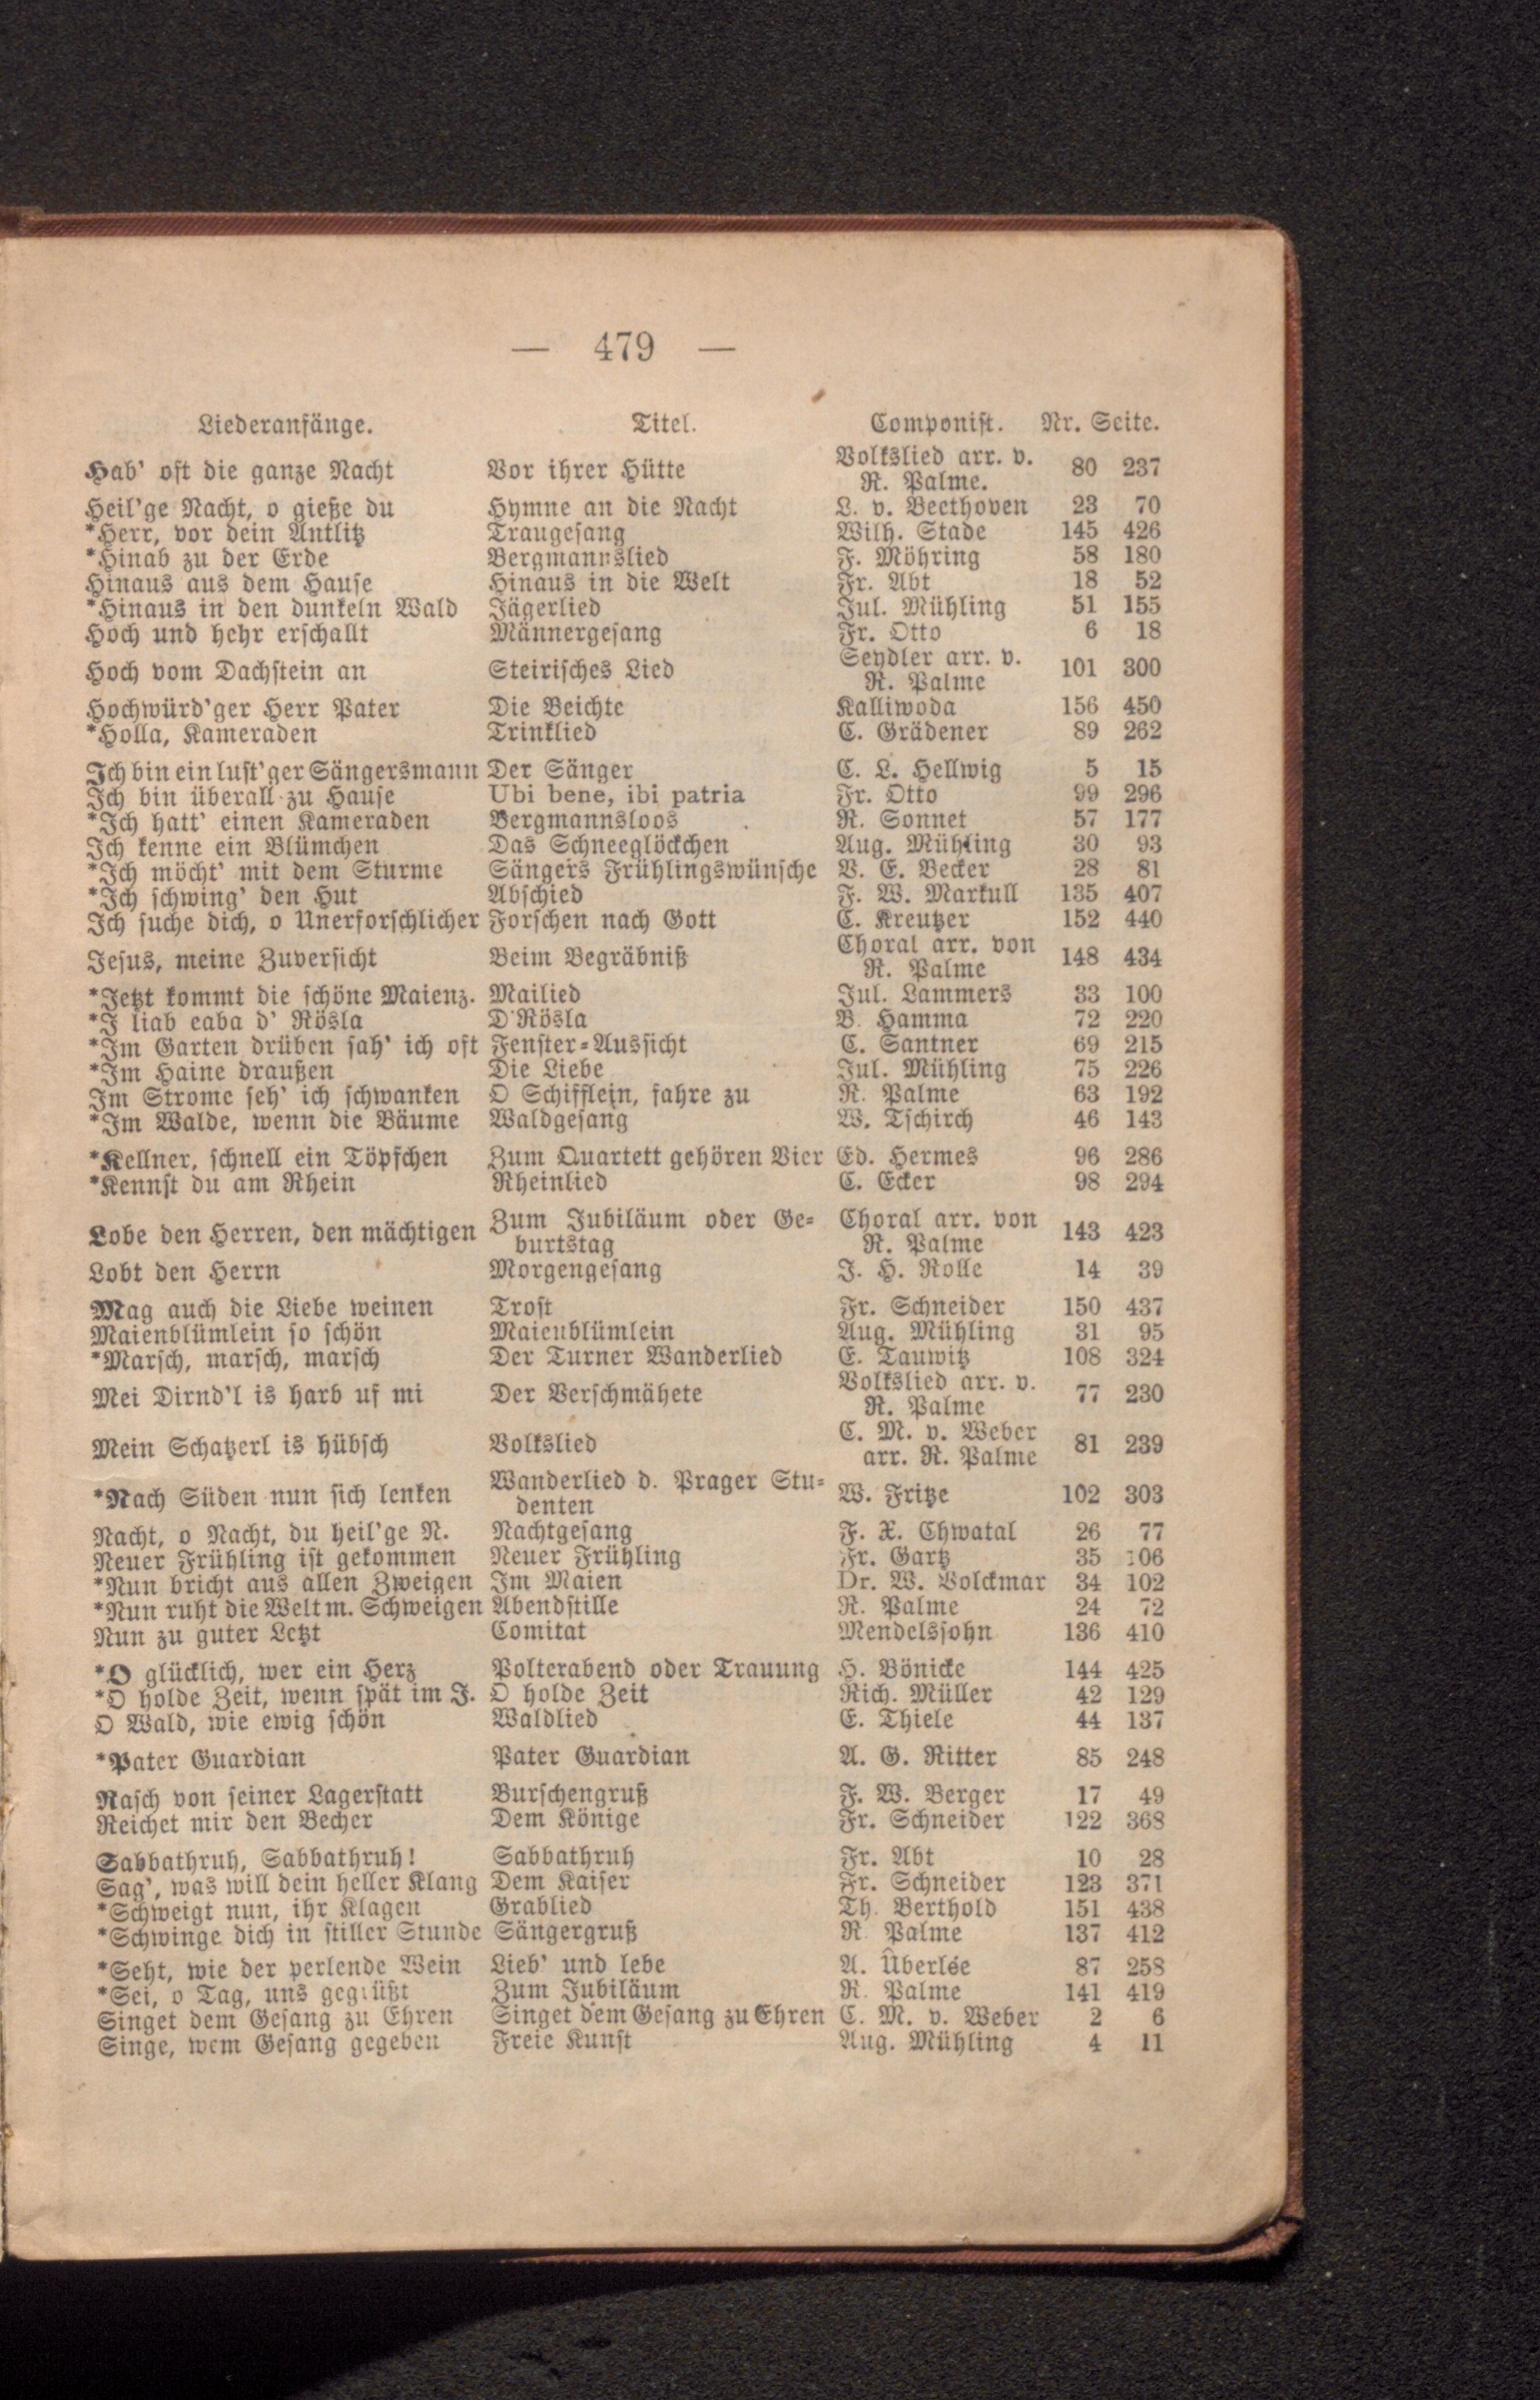 — 479 —
Liederanfänge. Titel. Componist. Nr. Seite.
Hab' oft die ganze Nacht Vor ihrer Hütte Volkslied arr. v. R. Palme. 80 237
Heil'ge Nacht, o gieße du Hymne an die Nacht L. v. Beethoven 23 70
*Herr, vor dein Antlitz Traugesang Wilh. Stade 145 426
*Hinab zu der Erde Bergmannslied F. Möhring 58 180
Hinaus aus dem Hause Hinaus in die Welt Fr. Abt 18 52
*Hinaus in den dunkeln Wald Jägerlied Jul. Mühling 51 155
Hoch und hehr erschallt Männergesang Fr. Otto 6 18
Hoch vom Dachstein an Steirisches Lied Seydler arr. v. R. Palme 101 300
Hochwürd'ger Herr Pater Die Beichte Kalliwoda 156 450
*Holla, Kameraden Trinklied C. Grädener 89 262
Ich bin ein lust'ger Sängersmann Der Sänger C. L. Hellwig 5 15
Ich bin überall zu Hause Ubi bene, ibi patria Fr. Otto 99 296
*Ich hatt' einen Kameraden Bergmannsloos R. Sonnet 57 177
Ich kenne ein Blümchen Das Schneeglöckchen Aug. Mühling 30 93
*Ich möcht' mit dem Sturme Sängers Frühlingswünsche V. E. Becker 28 81
*Ich schwing' den Hut Abschied F. W. Markull 135 407
Ich suche dich, o Unerforschlicher Forschen nach Gott C. Kreutzer 152 440
Jesus, meine Zuversicht Beim Begräbniß Choral arr. von R. Palme 148 434
*Jetzt kommt die schöne Maienz. Mailied Jul. Lammers 33 100
*I liab eaba d' Rösla D'Rösla B. Hamma 72 220
*Im Garten drüben sah' ich oft Fenster-Aussicht C. Santner 69 215
*Im Haine draußen Die Liebe Jul. Mühling 75 226
Im Strome seh' ich schwanken O Schifflein, fahre zu R. Palme 63 192
*Im Walde, wenn die Bäume Waldgesang W. Tschirch 46 143
*Kellner, schnell ein Töpfchen Zum Quartett gehören Vier Ed. Hermes 96 286
*Kennst du am Rhein Rheinlied C. Ecker 98 294
Lobe den Herren, den mächtigen Zum Jubiläum oder Ge-burtstag Choral arr. von R. Palme 143 423
Lobt den Herrn Morgengesang J. H. Rolle 14 39
Mag auch die Liebe weinen Trost Fr. Schneider 150 437
Maienblümlein so schön Maienblümlein Aug. Mühling 31 95
*Marsch, marsch, marsch Der Turner Wanderlied E. Tauwitz 108 324
Mei Dirnd'l is harb uf mi Der Verschmähete Volkslied arr. v. R. Palme 77 230
Mein Schatzerl is hübsch Volkslied C. M. v. Weber arr. R. Palme 81 239
*Nach Süden nun sich lenken Wanderlied d. Prager Stu-denten W. Fritze 102 303
Nacht, o Nacht, du heil'ge N. Nachtgesang F. X. Chwatal 26 77
Neuer Frühling ist gekommen Neuer Frühling Fr. Gartz 35 106
*Nun bricht aus allen Zweigen Im Maien Dr. W. Volckmar 34 102
*Nun ruht die Welt m. Schweigen Abendstille R. Palme 24 72
Nun zu guter Letzt Comitat Mendelssohn 136 410
*O glücklich, wer ein Herz Polterabend oder Trauung H. Bönicke 144 425
*O holde Zeit, wenn spät im J. O holde Zeit Rich. Müller 42 129
O Wald, wie ewig schön Waldlied E. Thiele 44 137
*Pater Guardian Pater Guardian A. G. Ritter 85 248
Rasch von seiner Lagerstatt Burschengruß F. W. Berger 17 49
Reichet mir den Becher Dem Könige Fr. Schneider 122 368
Sabbathruh, Sabbathruh! Sabbathruh Fr. Abt 10 28
Sag', was will dein heller Klang Dem Kaiser Fr. Schneider 123 371
*Schweigt nun, ihr Klagen Grablied Th. Berthold 151 438
*Schwinge dich in stiller Stunde Sängergruß R. Palme 137 412
*Seht, wie der perlende Wein Lieb' und lebe A. Überlée 87 258
*Sei, o Tag, uns gegrüßt Zum Jubiläum R. Palme 141 419
Singet dem Gesang zu Ehren Singet dem Gesang zu Ehren C. M. v. Weber 2 6
Singe, wem Gesang gegeben Freie Kunst Aug. Mühling 4 11